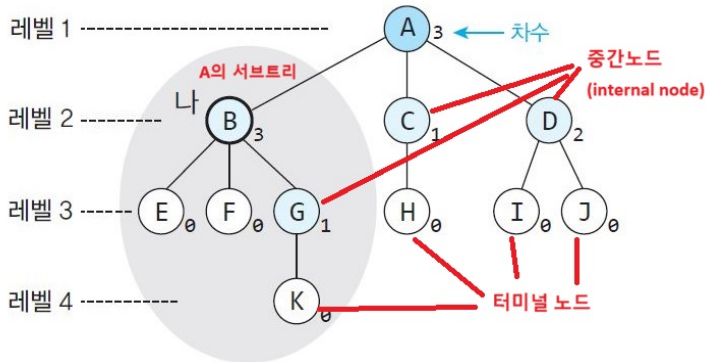 레벨 1
A 3
차수
중간노드
(internal node)
A의 서브트리
나
레벨 2
B 3
C 1
D 2
레벨 3
E 0
F 0
G 1
H 0
I 0
J 0
레벨 4
K 0
터미널 노드